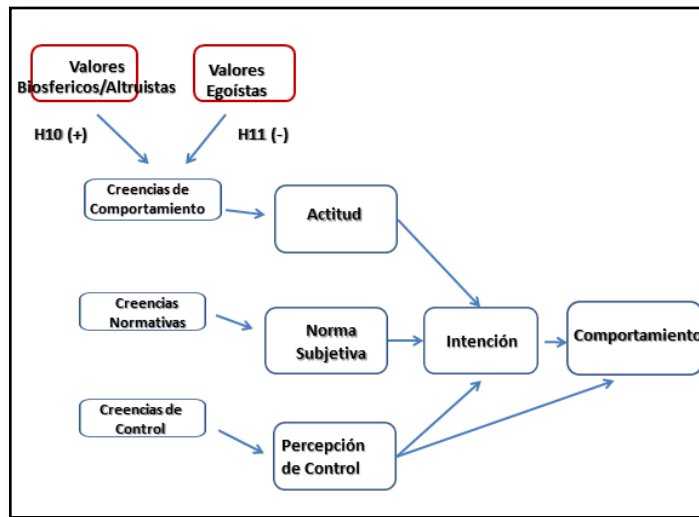 Valores
Biosfericos/Altruistas
Valores
Egoístas
H10 (+)
H11 (-)
Creencias de
Comportamiento
Actitud
Creencias
Normativas
Norma
Subjetiva
Intención
Comportamiento
Creencias de
Control
Percepción
de Control